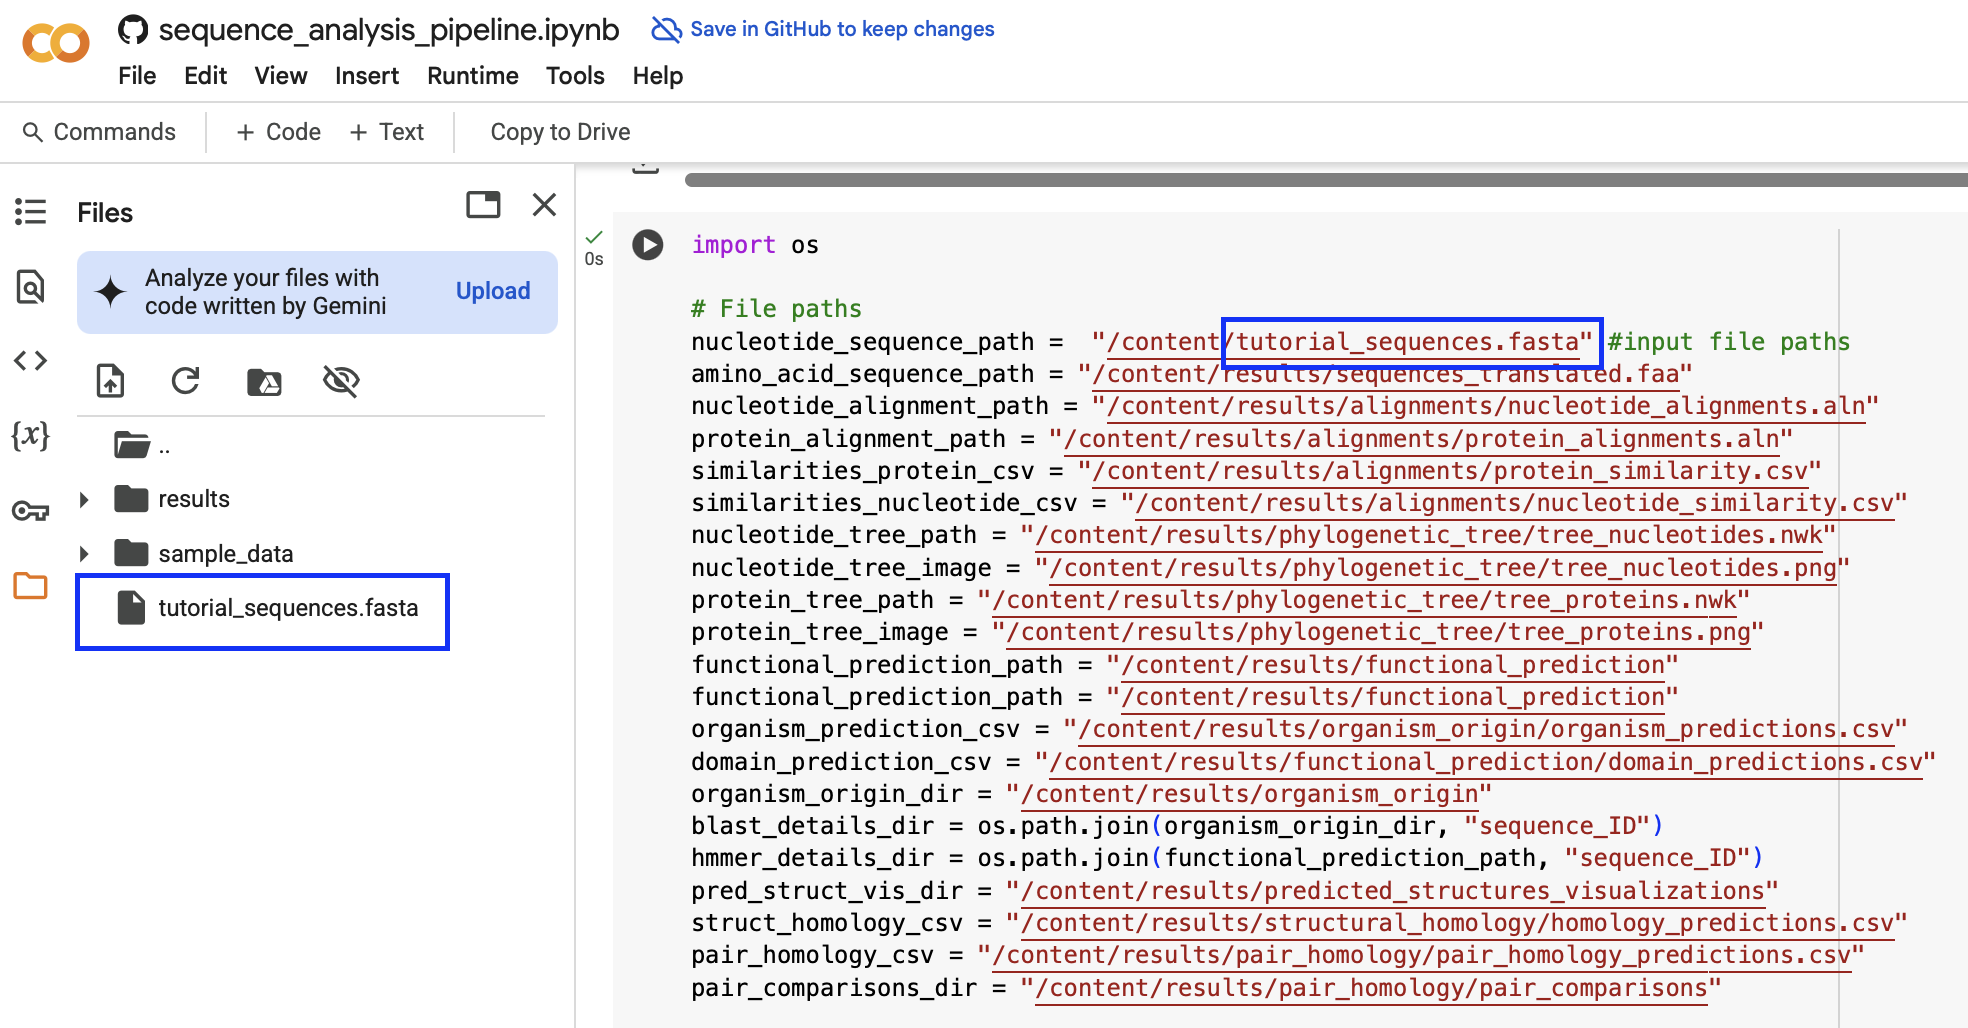 sequence_analysis_pipeline.ipynb
Save in GitHub to keep changes
File Edit View Insert Runtime Tools Help
Commands
+ Code
+ Text
Copy to Drive
Files
Analyze your files with
code written by Gemini
Upload
{x}
..
results
sample_data
tutorial_sequences.fasta
0s
import os
# File paths
nucleotide_sequence_path =  "/content/tutorial_sequences.fasta" #input file paths
amino_acid_sequence_path = "/content/results/sequences_translated.faa"
nucleotide_alignment_path = "/content/results/alignments/nucleotide_alignments.aln"
protein_alignment_path = "/content/results/alignments/protein_alignments.aln"
similarities_protein_csv = "/content/results/alignments/protein_similarity.csv"
similarities_nucleotide_csv = "/content/results/alignments/nucleotide_similarity.csv"
nucleotide_tree_path = "/content/results/phylogenetic_tree/tree_nucleotides.nwk"
nucleotide_tree_image = "/content/results/phylogenetic_tree/tree_nucleotides.png"
protein_tree_path = "/content/results/phylogenetic_tree/tree_proteins.nwk"
protein_tree_image = "/content/results/phylogenetic_tree/tree_proteins.png"
functional_prediction_path = "/content/results/functional_prediction"
functional_prediction_path = "/content/results/functional_prediction"
organism_prediction_csv = "/content/results/organism_origin/organism_predictions.csv"
domain_prediction_csv = "/content/results/functional_prediction/domain_predictions.csv"
organism_origin_dir = "/content/results/organism_origin"
blast_details_dir = os.path.join(organism_origin_dir, "sequence_ID")
hmmer_details_dir = os.path.join(functional_prediction_path, "sequence_ID")
pred_struct_vis_dir = "/content/results/predicted_structures_visualizations"
struct_homology_csv = "/content/results/structural_homology/homology_predictions.csv"
pair_homology_csv = "/content/results/pair_homology/pair_homology_predictions.csv"
pair_comparisons_dir = "/content/results/pair_homology/pair_comparisons"